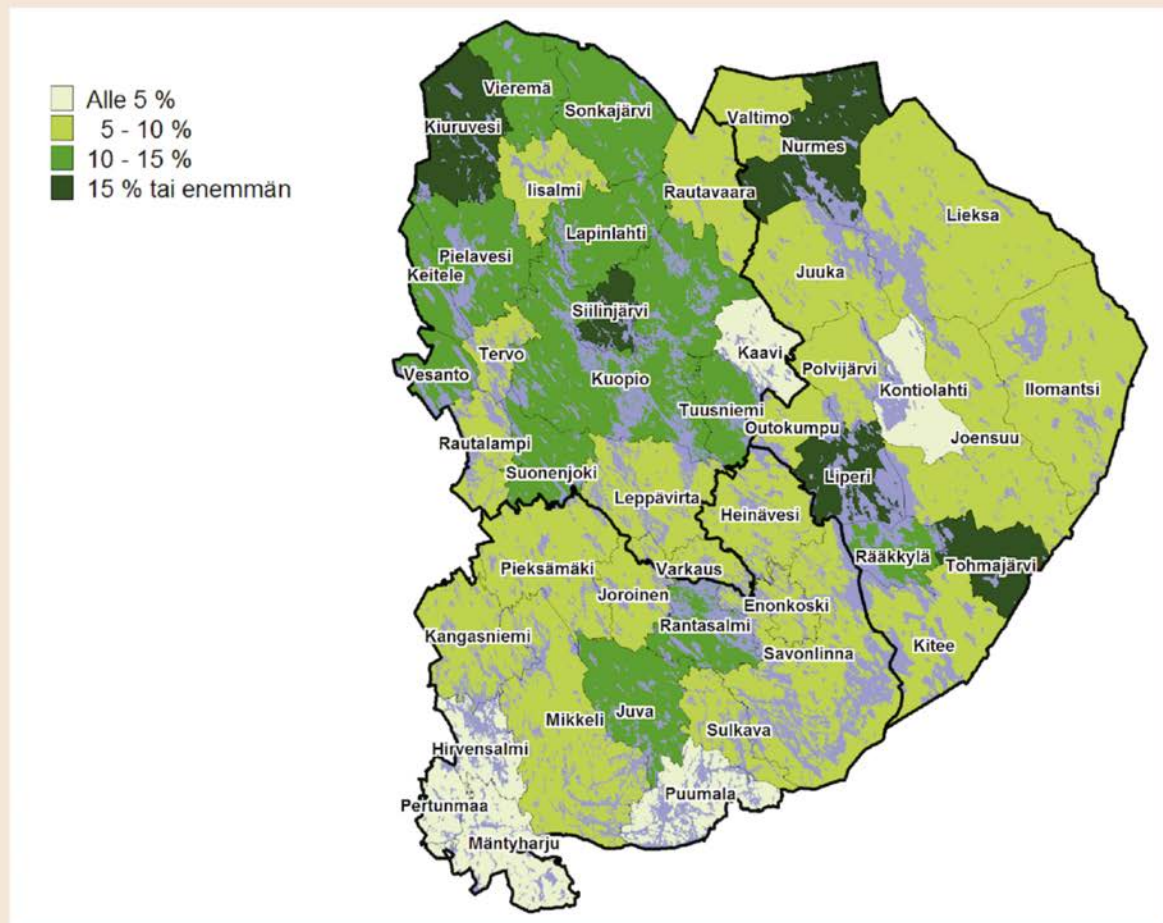 Alle 5 %
5 - 10 %
10 - 15 %
15 % tai enemmän
Vieremä
Sonkajärvi
Kiuruvesi
Valtimo
Nurmes
Iisalmi
Rautavaara
Lieksa
Lapinlahti
Pielavesi
Keitele
Juuka
Siilinjärvi
Tervo
Kaavi
Polvijärvi
Vesanto
Kuopio
Kontiolahti
Ilomantsi
Tuusniemi
Outokumpu
Joensuu
Rautalampi
Suonenjoki
Liperi
Leppävirta
Heinävesi
Rääkkylä
Tohmajärvi
Pieksämäki
Varkaus
Joroinen
Enonkoski
Rantasalmi
Kangasniemi
Savonlinna
Kitee
Mikkeli
Juva
Sulkava
Hirvensalmi
Puumala
Pertunmaa
Mäntyharju